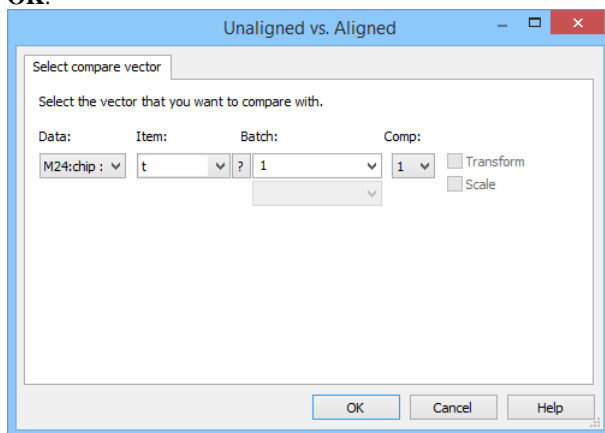 OK.
Unaligned vs. Aligned
Select compare vector
Select the vector that you want to compare with.
Data: Item: Batch: Comp:
M24:chip : t ? 1 1 Transform
Scale
OK Cancel Help